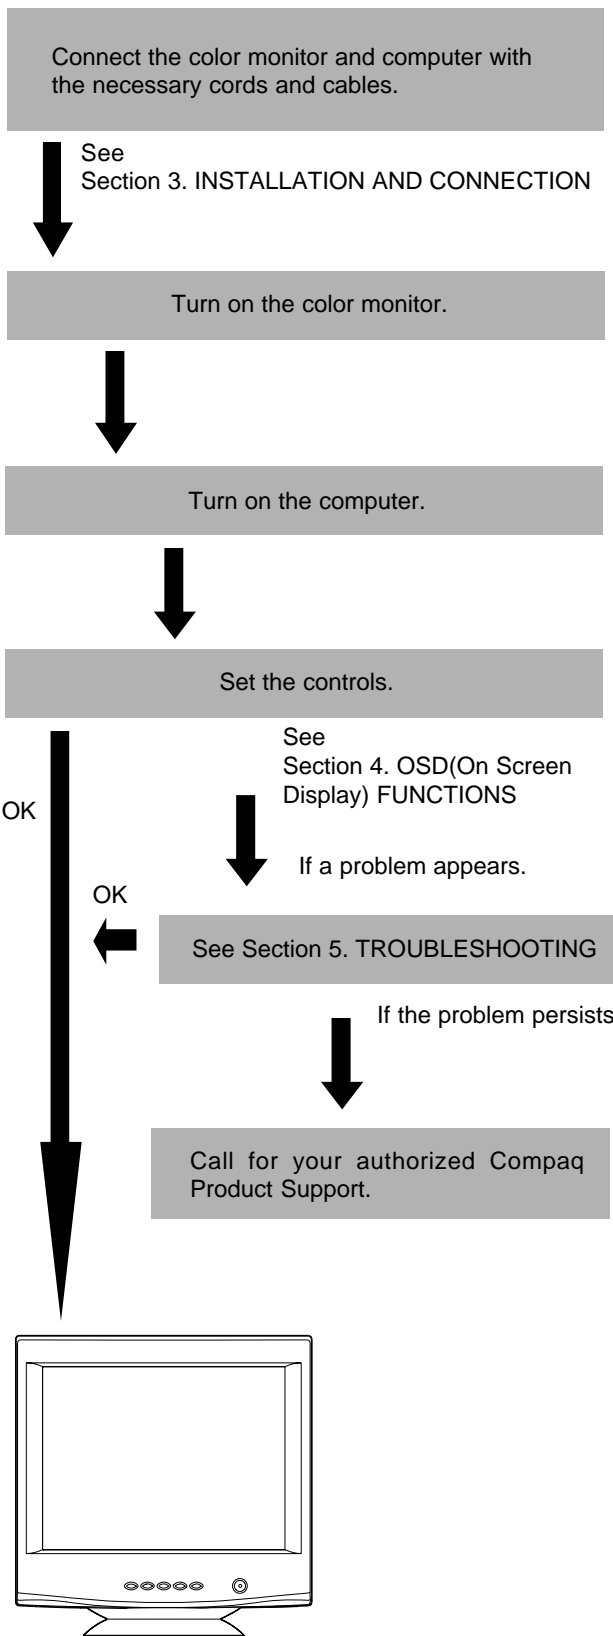 Connect the color monitor and computer with
the necessary cords and cables.
See
Section 3. INSTALLATION AND CONNECTION
Turn on the color monitor.
Turn on the computer.
Set the controls.
See
Section 4. OSD(On Screen
Display) FUNCTIONS
OK
If a problem appears.
OK
See Section 5. TROUBLESHOOTING
If the problem persists
Call for your authorized Compaq
Product Support.